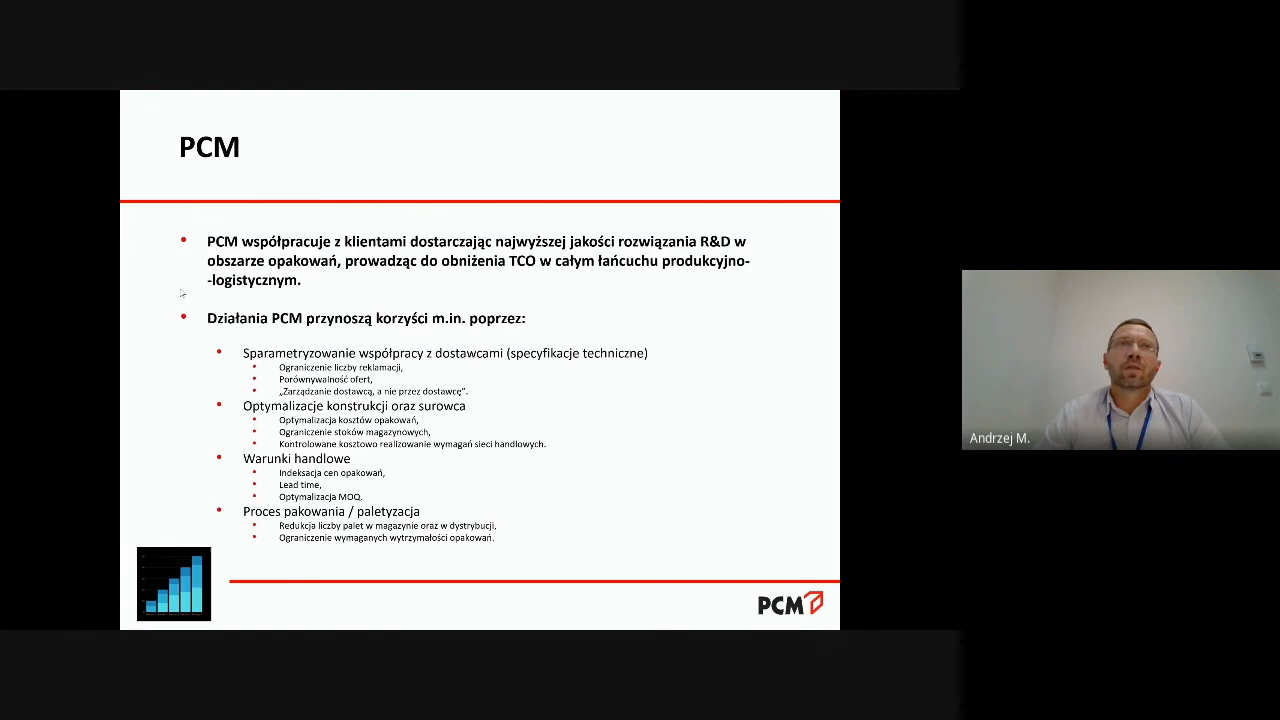 PCM
• PCM współpracuje z klientami dostarczając najwyższej jakości rozwiązania R&D w
obszarze opakowań, prowadząc do obniżenia TCO w całym łańcuchu produkcyjno-
-logistycznym.
• Działania PCM przynoszą korzyści m.in. poprzez:
• Sparametryzowanie współpracy z dostawcami (specyfikacje techniczne)
• Ograniczenie liczby reklamacji,
• Porównywalność ofert,
• „Zarządzanie dostawcą, a nie przez dostawcę”.
• Optymalizacje konstrukcji oraz surowca
• Optymalizacja kosztów opakowań,
• Ograniczenie stoków magazynowych,
• Kontrolowane kosztowo realizowanie wymagań sieci handlowych.
• Warunki handlowe
• Indeksacja cen opakowań,
• Lead time,
• Optymalizacja MOQ.
• Proces pakowania / paletyzacja
• Redukcja liczby palet w magazynie oraz w dystrybucji,
• Ograniczenie wymaganych wytrzymałości opakowań.
PCM
Andrzej M.